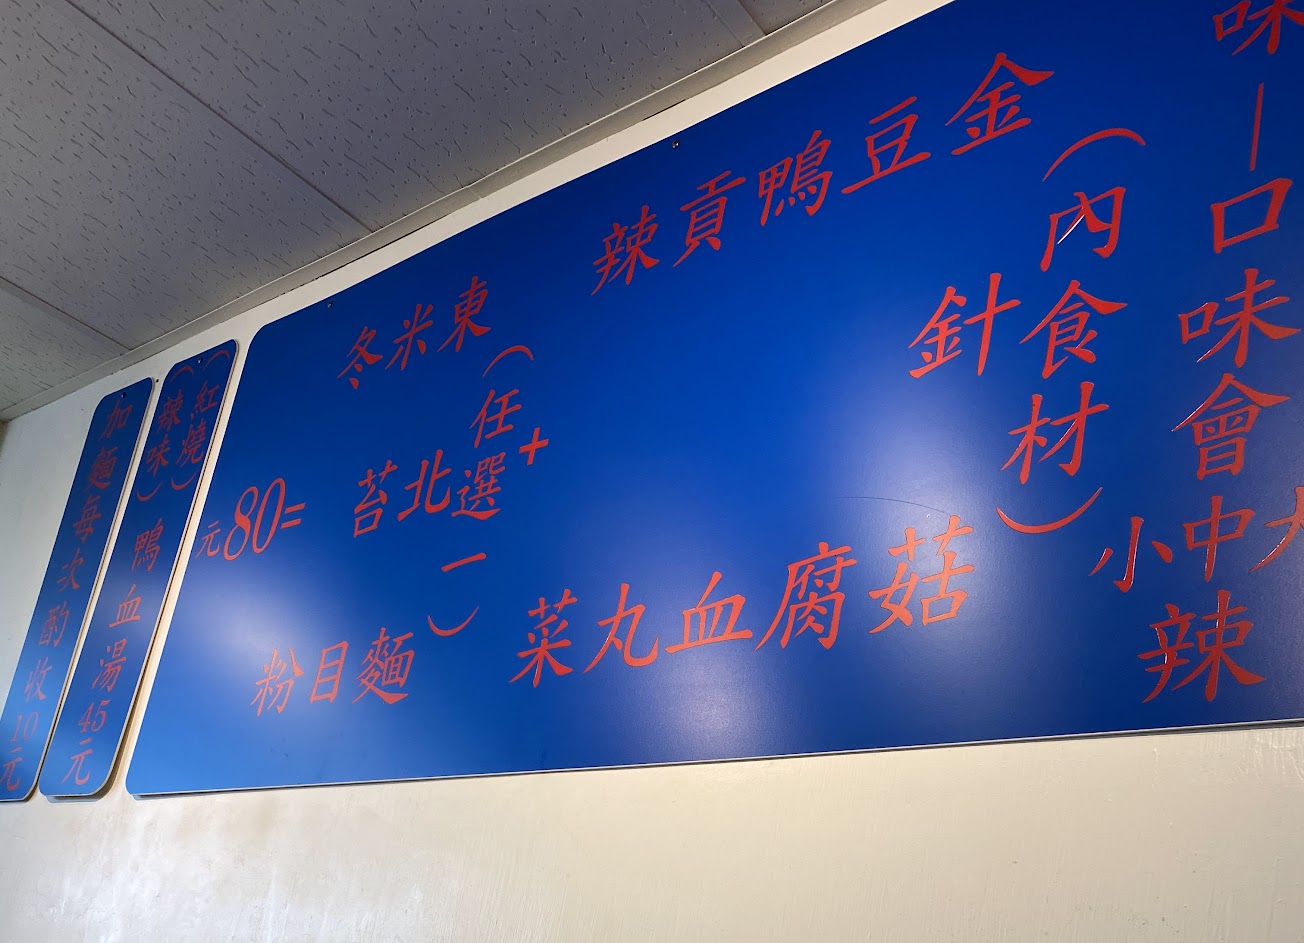 味—口味會
大中小
辣
（內食材）
金針菇
豆腐
鴨血
貢丸
辣菜
+
（任選一）
東北麵
米苔目
冬粉
=80元
（紅燒）
（辣味）鴨血湯45元
加麵每次酌收10元